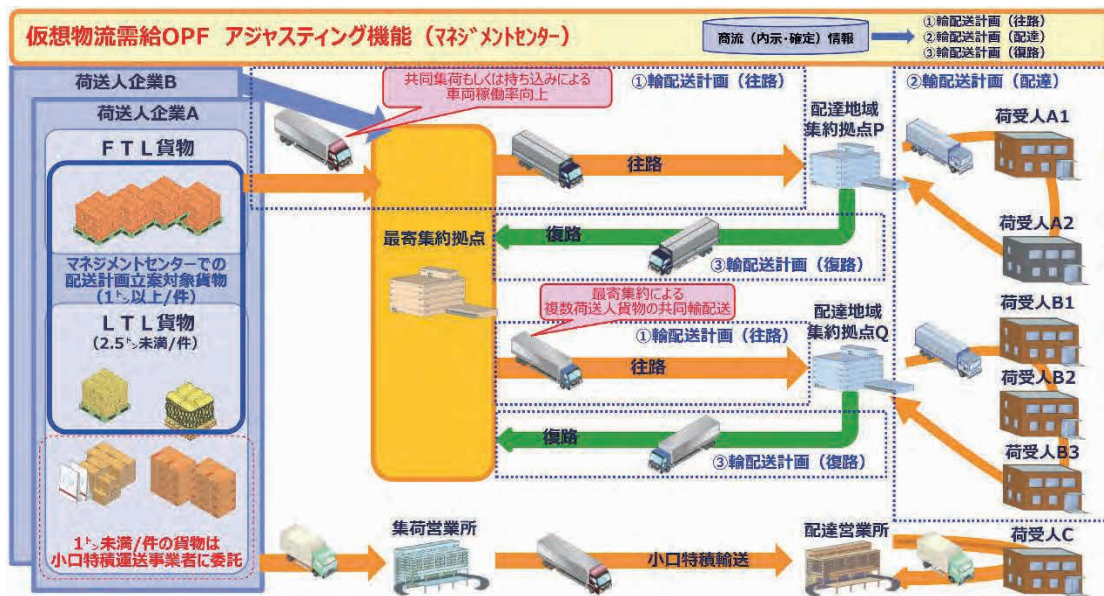 仮想物流需給OPF アジャスティング機能（マネジメントセンター）
商流（内示・確定）情報
①輸配送計画（往路）
②輸配送計画（配達）
③輸配送計画（復路）
荷送人企業B
荷送人企業A
ＦＴＬ貨物
マネジメントセンターでの
配送計画立案対象貨物
（1㌧以上/件）
ＬＴＬ貨物
（2.5㌧未満/件）
1㌧未満/件の貨物は
小口特積運送事業者に委託
共同集荷もしくは持ち込みによる
車両稼働率向上
①輸配送計画（往路）
往路
配達地域
集約拠点P
②輸配送計画（配達）
荷受人A1
荷受人A2
最寄集約拠点
復路
③輸配送計画（復路）
最寄集約による
複数荷送人貨物の共同輸配送
①輸配送計画（往路）
往路
配達地域
集約拠点Q
荷受人B1
荷受人B2
荷受人B3
復路
③輸配送計画（復路）
集荷営業所
小口特積輸送
配達営業所
荷受人C